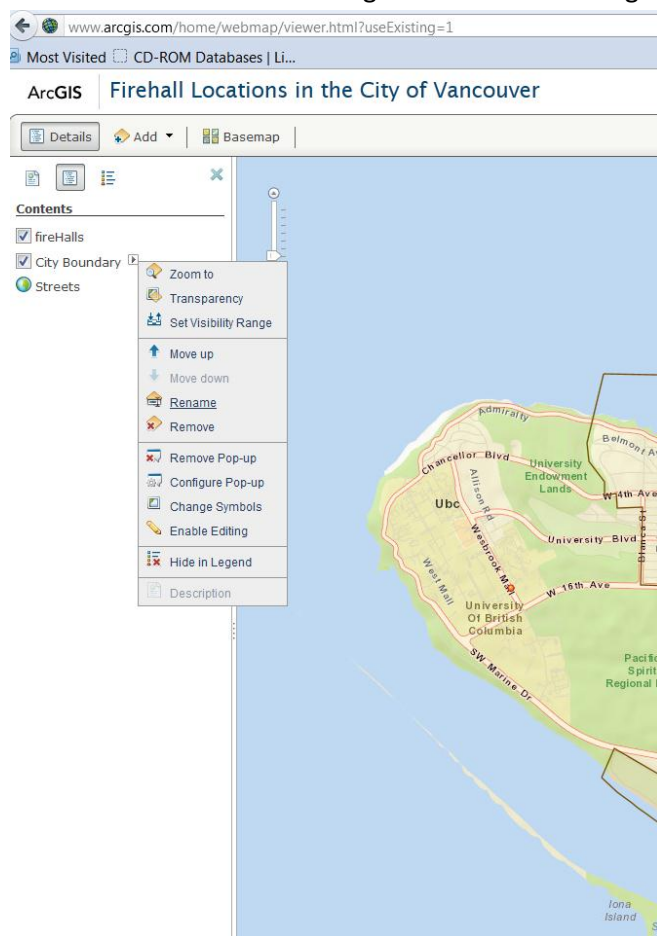 www.arcgis.com/home/webmap/viewer.html?useExisting=1
Most Visited CD-ROM Databases | Li...
ArcGIS Firehall Locations in the City of Vancouver
Details Add Basemap
Contents
fireHalls
City Boundary
Streets
Zoom to
Transparency
Set Visibility Range
Move up
Move down
Rename
Remove
Remove Pop-up
Configure Pop-up
Change Symbols
Enable Editing
Hide in Legend
Description
Admiralty
Belmont Av
Chancellor Blvd
University
Endowment
Lands
Allison Rd
W 4th Ave
Ubc
Blanca St
University Blvd
Wesbrook Mall
West Mall
W 16th Ave
University
Of British
Columbia
SW Marine Dr
Pacific
Spirit
Regional
Iona
Island